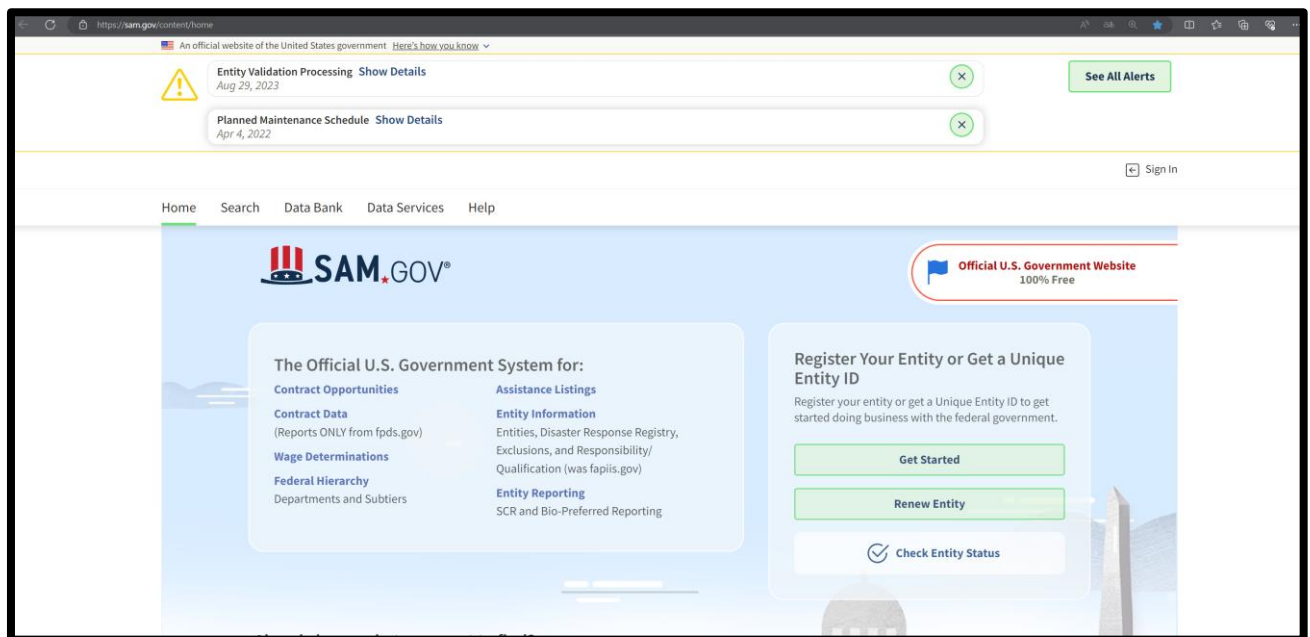 https://sam.gov/content/home
An official website of the United States government Here's how you know
Entity Validation Processing Show Details
Aug 29, 2023
See All Alerts
Planned Maintenance Schedule Show Details
Apr 4, 2022
Sign In
Home Search Data Bank Data Services Help
SAM.GOV®
Official U.S. Government Website
100% Free
The Official U.S. Government System for:
Contract Opportunities
Contract Data
(Reports ONLY from fpds.gov)
Wage Determinations
Federal Hierarchy
Departments and Subtiers
Assistance Listings
Entity Information
Entities, Disaster Response Registry,
Exclusions, and Responsibility/
Qualification (was fapiis.gov)
Entity Reporting
SCR and Bio-Preferred Reporting
Register Your Entity or Get a Unique
Entity ID
Register your entity or get a Unique Entity ID to get
started doing business with the federal government.
Get Started
Renew Entity
Check Entity Status